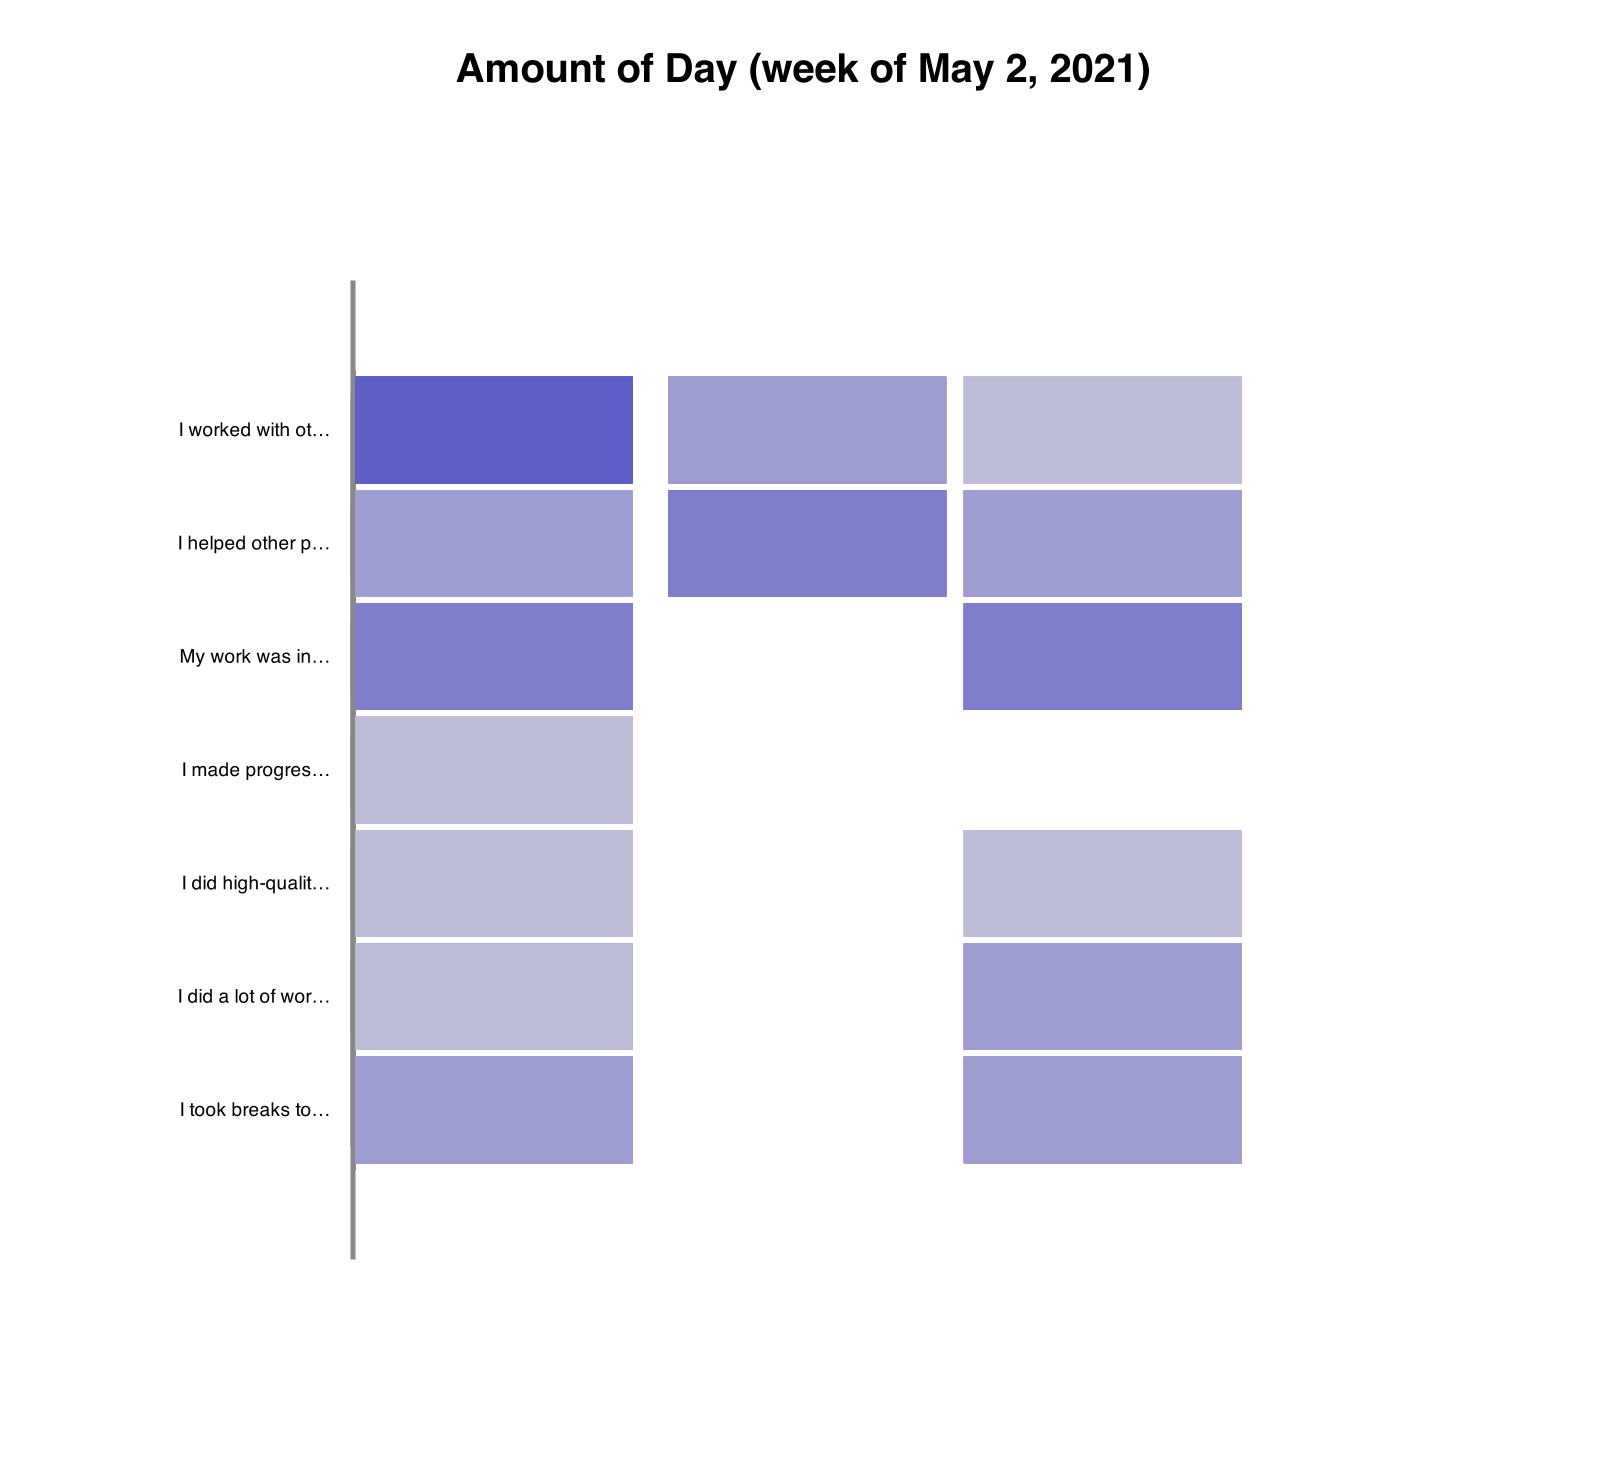 Amount of Day (week of May 2, 2021)
I worked with ot…
I helped other p…
My work was in…
I made progres…
I did high-qualit…
I did a lot of wor…
I took breaks to…